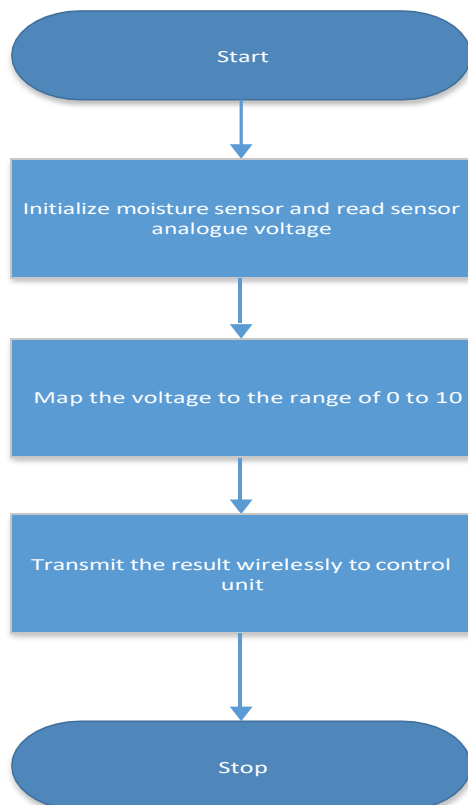 Start
Initialize moisture sensor and read sensor
analogue voltage
Map the voltage to the range of 0 to 10
Transmit the result wirelessly to control
unit
Stop